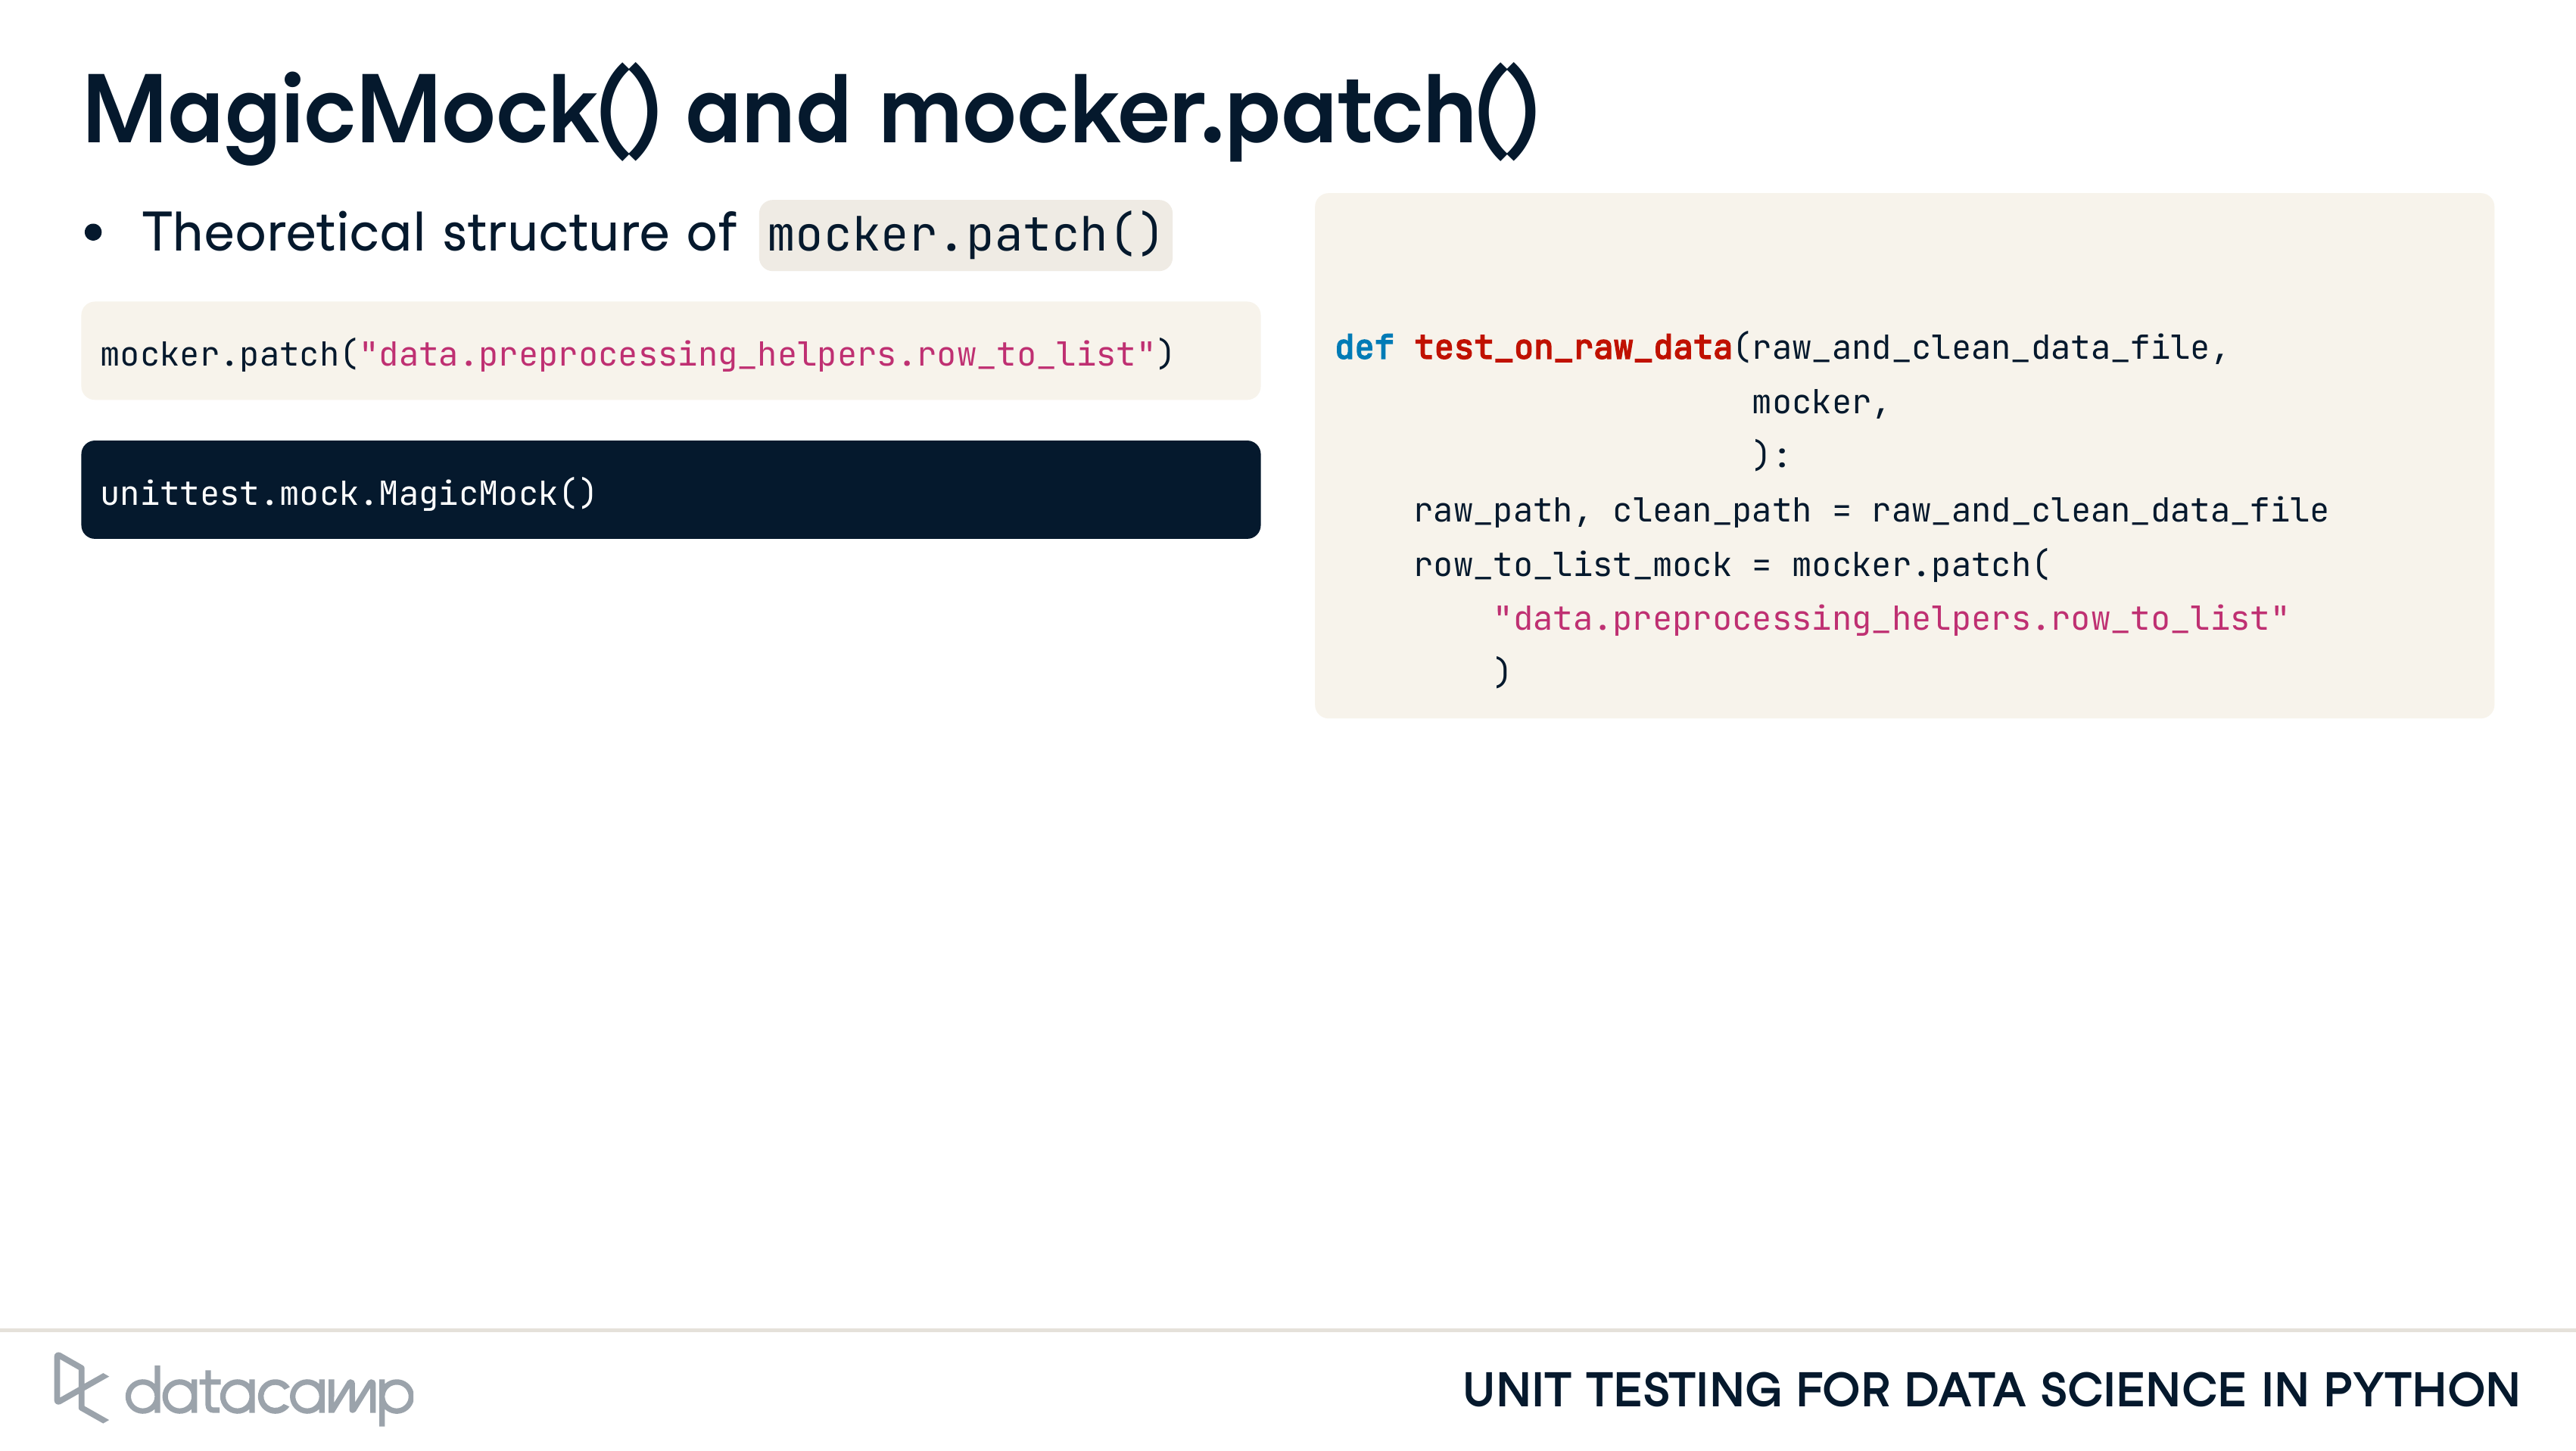 MagicMock() and mocker.patch()
• Theoretical structure of mocker.patch()
mocker.patch("data.preprocessing_helpers.row_to_list")
unittest.mock.MagicMock()
def test_on_raw_data(raw_and_clean_data_file,
                     mocker,
                     ):
    raw_path, clean_path = raw_and_clean_data_file
    row_to_list_mock = mocker.patch(
        "data.preprocessing_helpers.row_to_list"
        )
datacamp
UNIT TESTING FOR DATA SCIENCE IN PYTHON